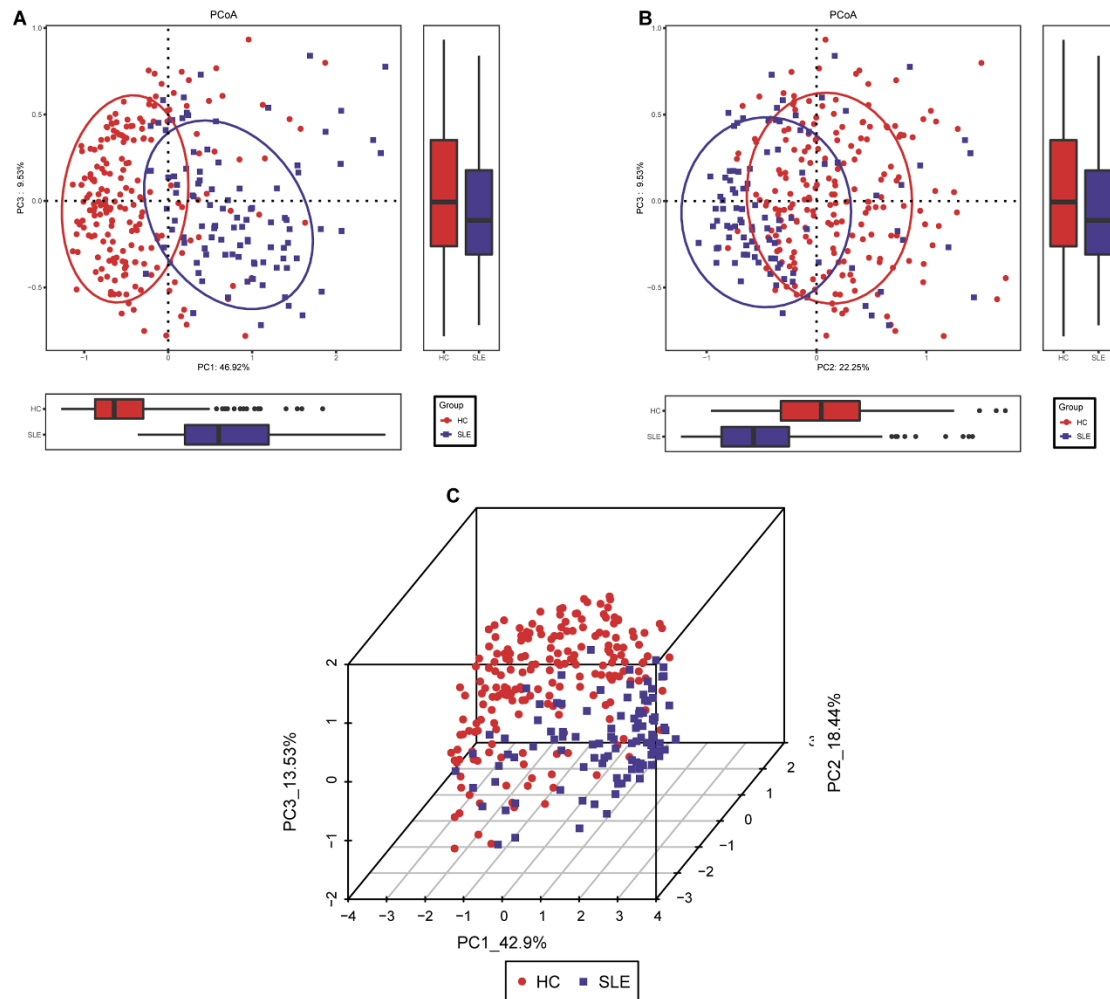 A
PCoA
1.0
0.5
0.0
−0.5
PC3 : 9.53%
−1
0
1
2
PC1: 46.92%
HC
SLE
HC
SLE
Group
HC
SLE
B
PCoA
1.0
0.5
0.0
−0.5
PC3 : 9.53%
−1
0
1
PC2: 22.25%
HC
SLE
HC
SLE
Group
HC
SLE
C
2
1
0
−1
−2
PC3_13.53%
−4 −3 −2 −1 0 1 2 3 4
PC1_42.9%
−3
−2
−1
0
1
2
PC2_18.44%
HC SLE